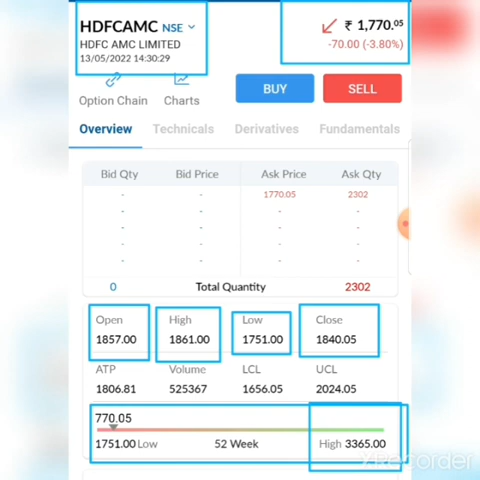 HDFCAMC NSE
₹ 1,770.05
HDFC AMC LIMITED
-70.00 (-3.80%)
13/05/2022 14:30:29
Option Chain
Charts
BUY
SELL
Overview Technicals Derivatives Fundamentals
Bid Qty Bid Price Ask Price Ask Qty
- - 1770.05 2302
- - - -
- - - -
- - - -
- - - -
0 Total Quantity 2302
Open High Low Close
1857.00 1861.00 1751.00 1840.05
ATP Volume LCL UCL
1806.81 525367 1656.05 2024.05
770.05
1751.00 Low 52 Week High 3365.00
XRecorder